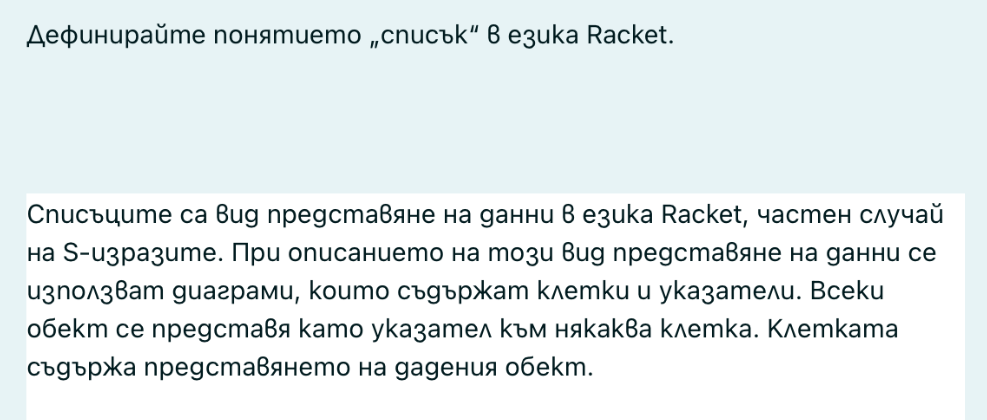 Дефинирайте понятието „списък“ в езика Racket.
Списъците са вид представяне на данни в езика Racket, частен случай
на S-изразите. При описанието на този вид представяне на данни се
използват диаграми, които съдържат клетки и указатели. Всеки
обект се представя като указател към някаква клетка. Клетката
съдържа представянето на дадения обект.